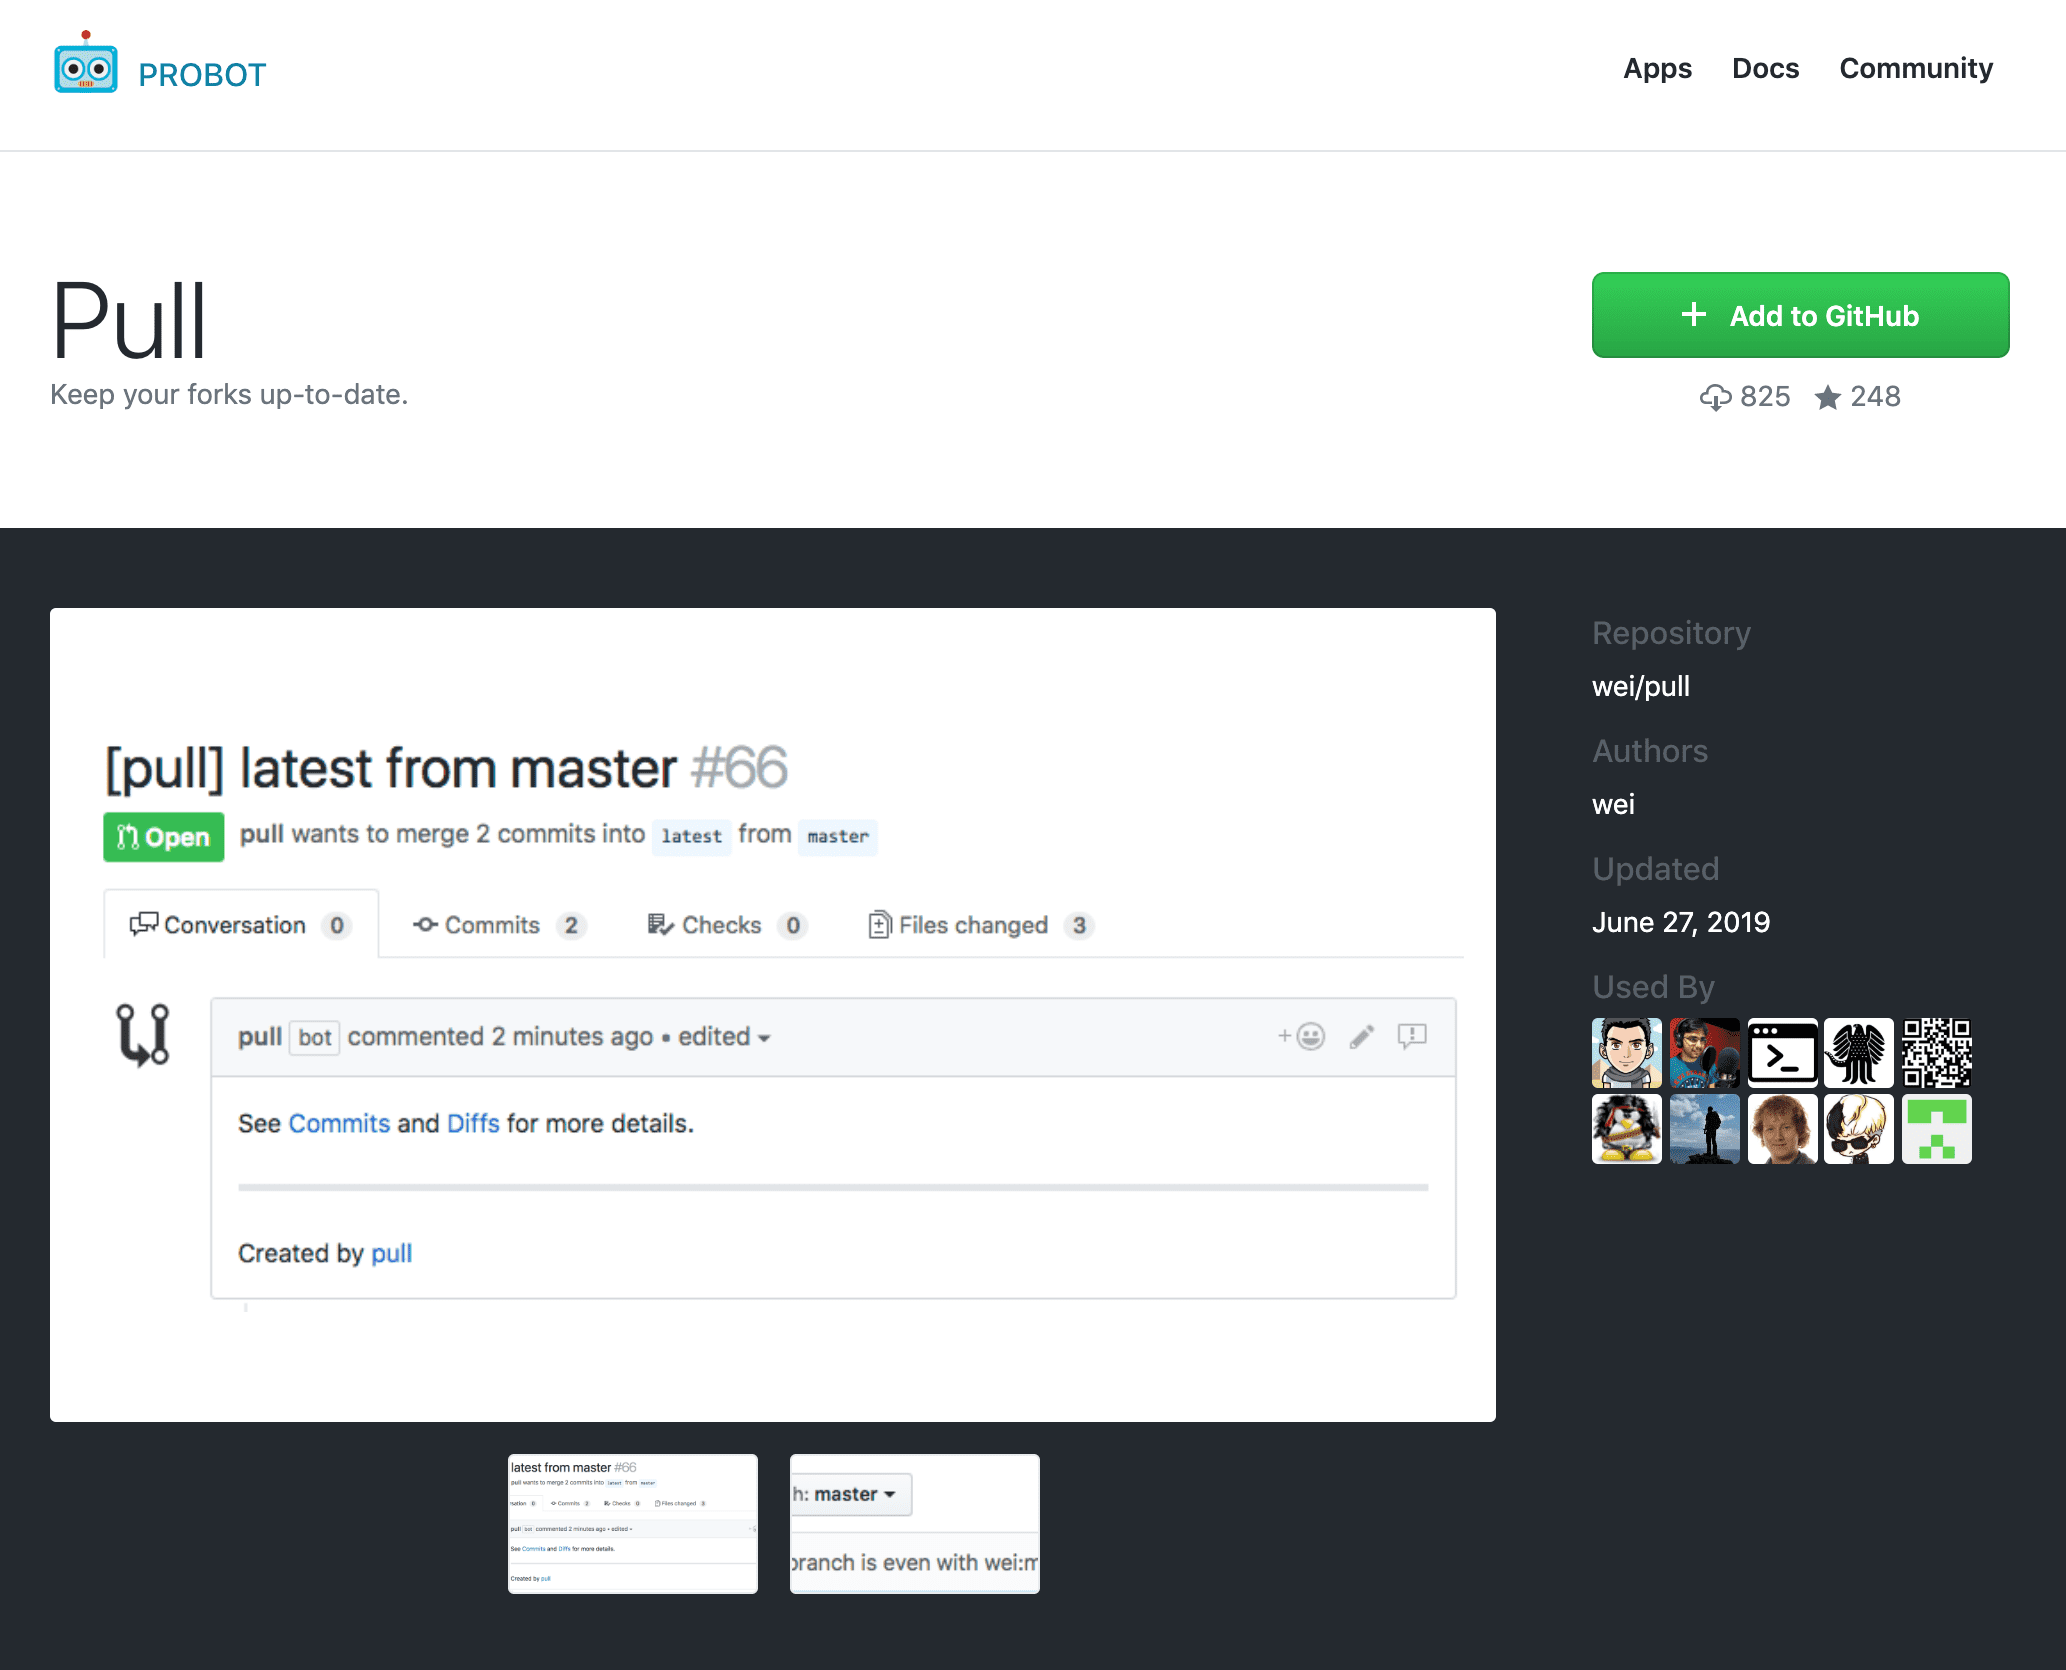 PROBOT
Apps Docs Community
Pull
Keep your forks up-to-date.
+ Add to GitHub
825 248
[pull] latest from master #66
Open pull wants to merge 2 commits into latest from master
Conversation 0 Commits 2 Checks 0 Files changed 3
pull bot commented 2 minutes ago • edited
See Commits and Diffs for more details.
Created by pull
Repository
wei/pull
Authors
wei
Updated
June 27, 2019
Used By
latest from master #66
pull wants to merge 2 commits into latest from master
sation 0 Commits 2 Checks 0 Files changed 3
pull bot commented 2 minutes ago • edited
See Commits and Diffs for more details.
Created by pull
h: master
branch is even with wei:m